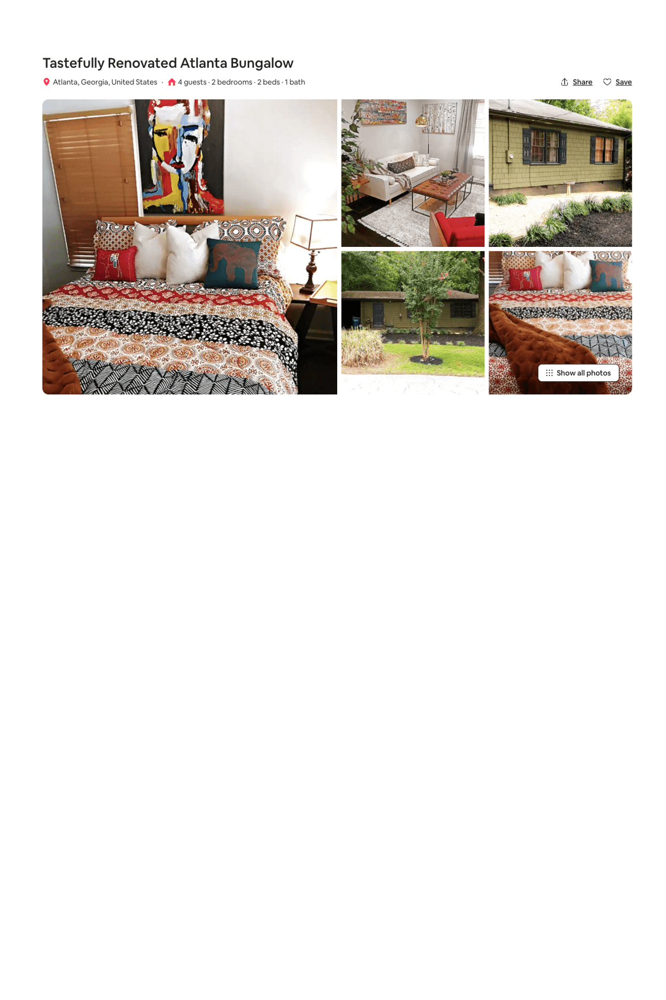 Tastefully Renovated Atlanta Bungalow
Atlanta, Georgia, United States · 4 guests · 2 bedrooms · 2 beds · 1 bath
Share Save
Show all photos